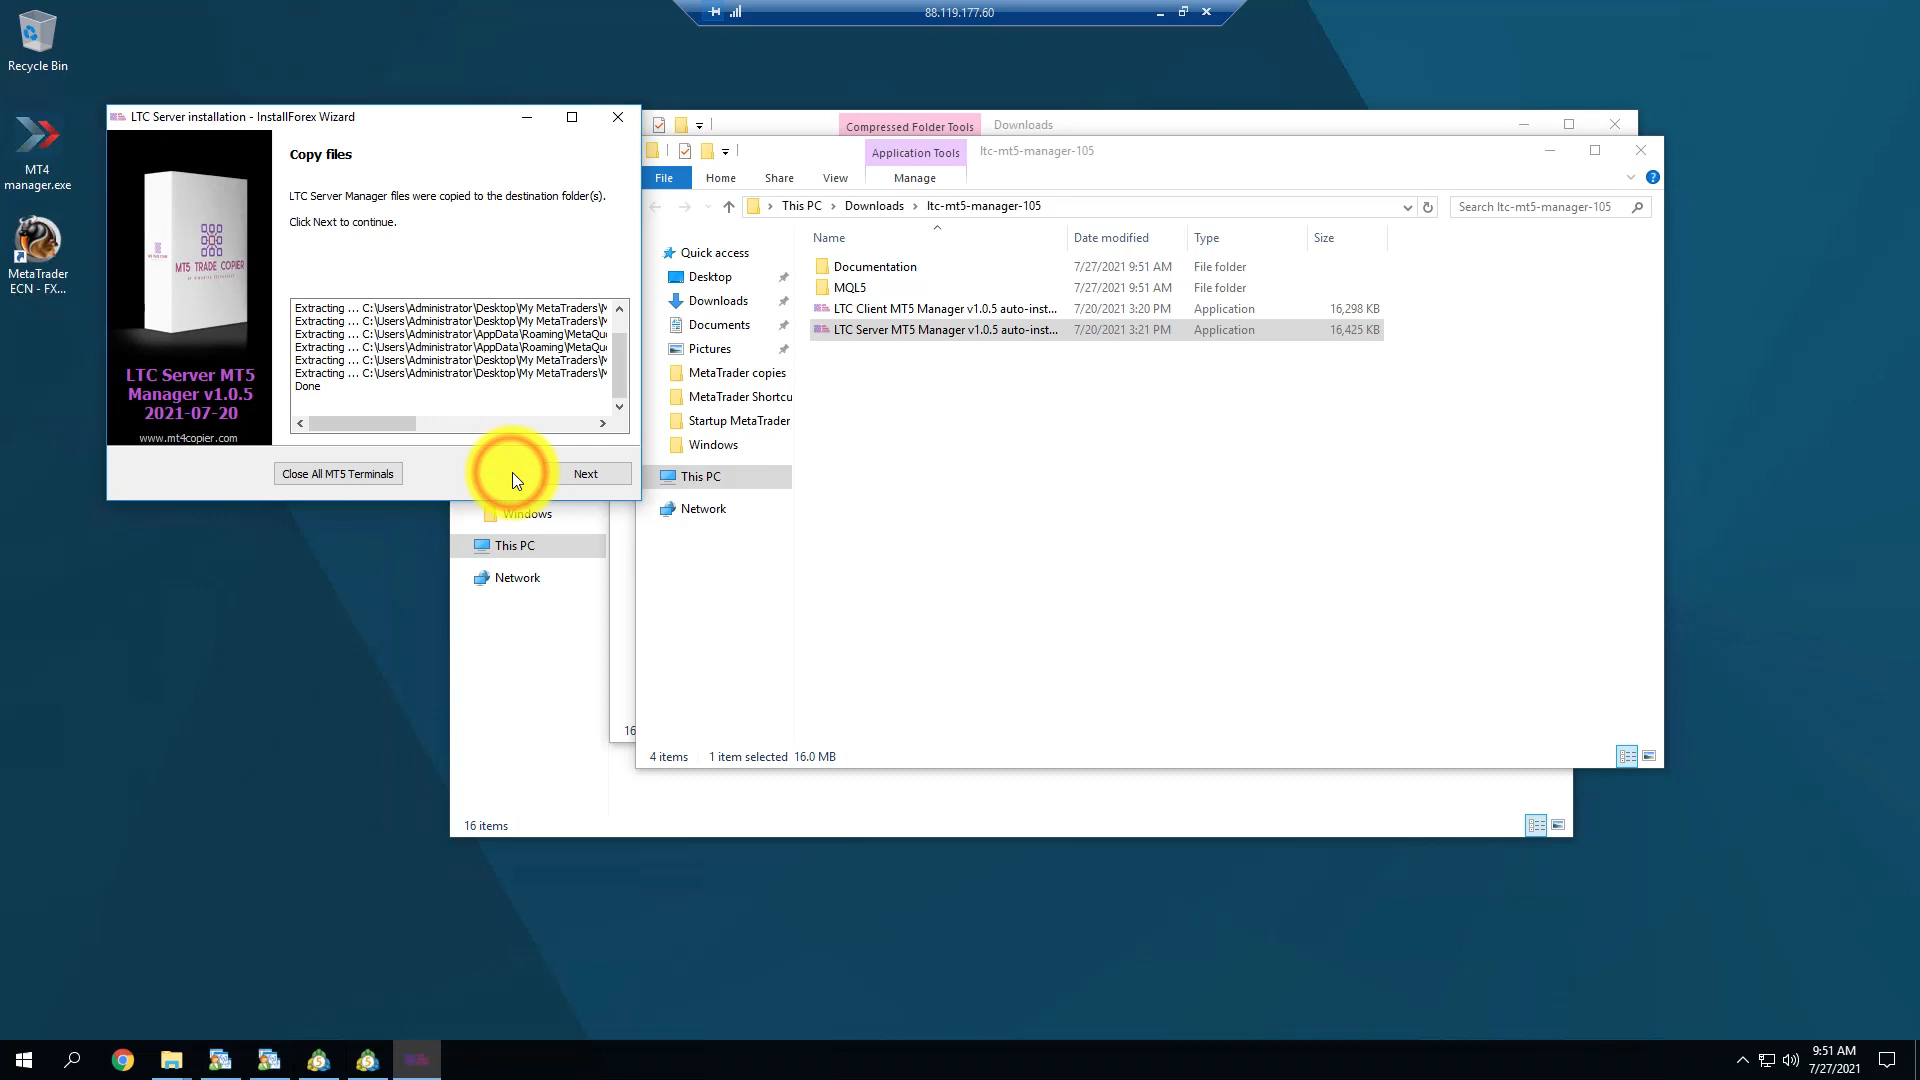 88.119.177.60
Recycle Bin
MT4
manager.exe
MetaTrader
ECN - FX...
LTC Server installation - InstallForex Wizard
Copy files
LTC Server Manager files were copied to the destination folder(s).
Click Next to continue.
MT5 TRADE COPIER
Extracting ... C:\Users\Administrator\Desktop\My MetaTraders\M
Extracting ... C:\Users\Administrator\Desktop\My MetaTraders\M
Extracting ... C:\Users\Administrator\AppData\Roaming\MetaQuo
Extracting ... C:\Users\Administrator\AppData\Roaming\MetaQuo
Extracting ... C:\Users\Administrator\Desktop\My MetaTraders\M
Extracting ... C:\Users\Administrator\Desktop\My MetaTraders\M
Done
LTC Server MT5
Manager v1.0.5
2021-07-20
www.mt4copier.com
Close All MT5 Terminals
Next
Compressed Folder Tools
Downloads
Application Tools
ltc-mt5-manager-105
File
Home
Share
View
Manage
This PC
Downloads
ltc-mt5-manager-105
Search ltc-mt5-manager-105
Name
Date modified
Type
Size
Quick access
Desktop
Downloads
Documents
Pictures
MetaTrader copies
MetaTrader Shortcu
Startup MetaTrader
Windows
This PC
Network
Documentation 7/27/2021 9:51 AM File folder
MQL5 7/27/2021 9:51 AM File folder
LTC Client MT5 Manager v1.0.5 auto-inst... 7/20/2021 3:20 PM Application 16,298 KB
LTC Server MT5 Manager v1.0.5 auto-inst... 7/20/2021 3:21 PM Application 16,425 KB
4 items 1 item selected 16.0 MB
Windows
This PC
Network
16
16 items
9:51 AM
7/27/2021